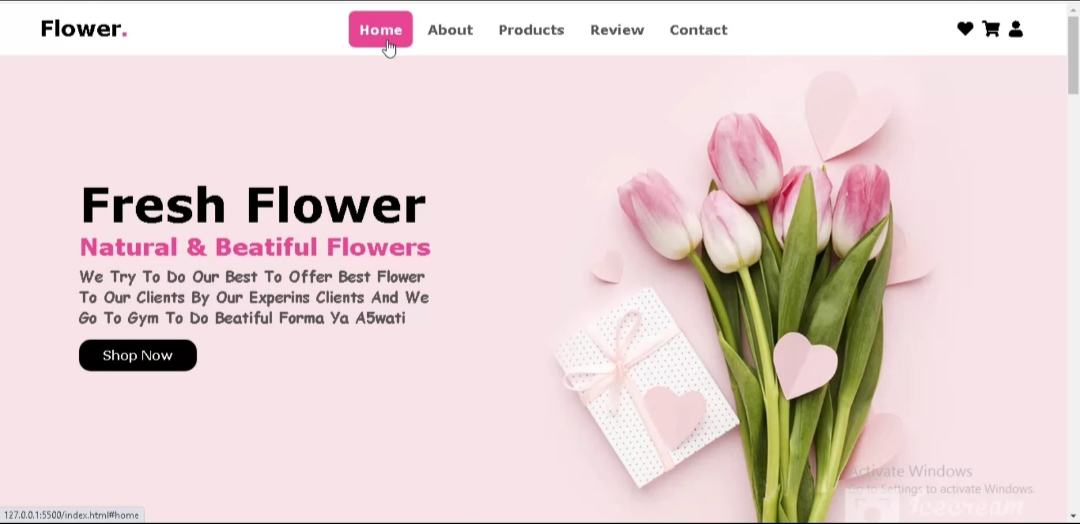 Flower.
Home About Products Review Contact
Fresh Flower
Natural & Beatiful Flowers
We Try To Do Our Best To Offer Best Flower
To Our Clients By Our Experins Clients And We
Go To Gym To Do Beatiful Forma Ya A5wati
Shop Now
Activate Windows
Go to Settings to activate Windows.
Icecream
127.0.0.1:5500/index.html#home